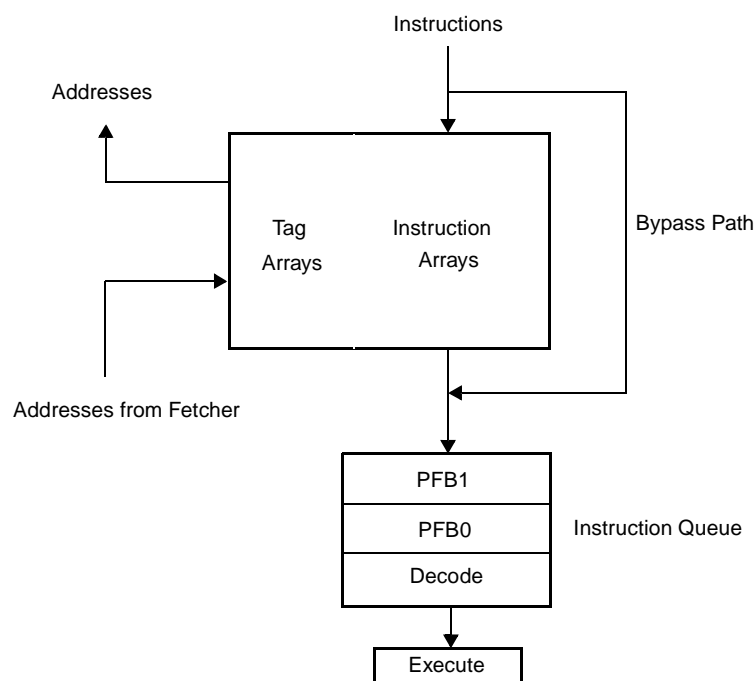 Instructions
Addresses
Tag
Arrays
Instruction
Arrays
Bypass Path
Addresses from Fetcher
PFB1
PFB0
Instruction Queue
Decode
Execute